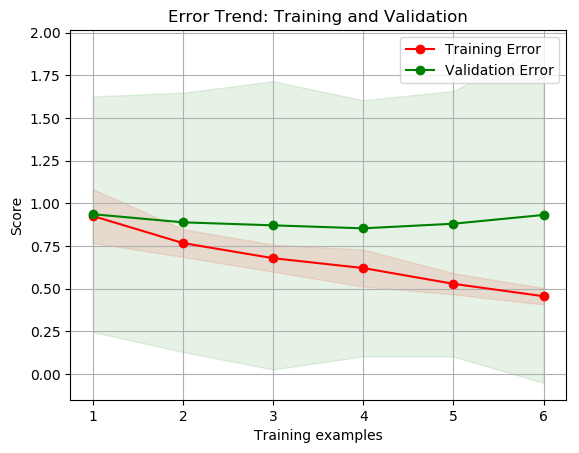 Error Trend: Training and Validation
Training Error
Validation Error
2.00
1.75
1.50
1.25
1.00
0.75
0.50
0.25
0.00
Score
1 2 3 4 5 6
Training examples